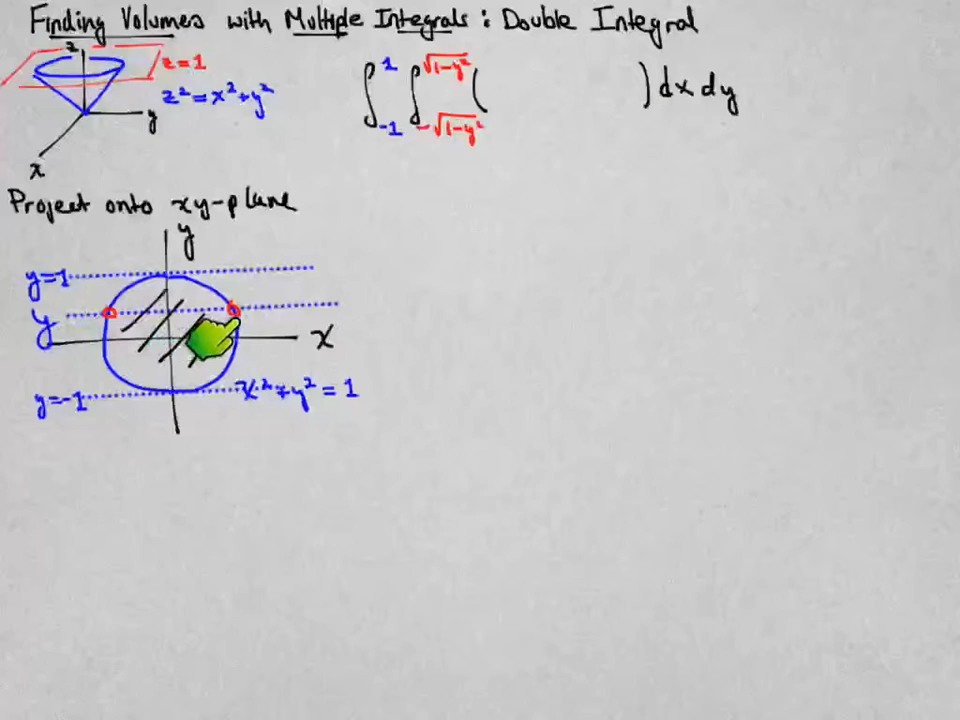 Finding Volumes with Multiple Integrals : Double Integral
z
z = 1
z² = x² + y²
y
x
∫_{-1}^{1} ∫_{-√(1-y²)}^{√(1-y²)} ( ) dx dy
Project onto xy-plane
y
y=1
y
x
y=-1
x² + y² = 1